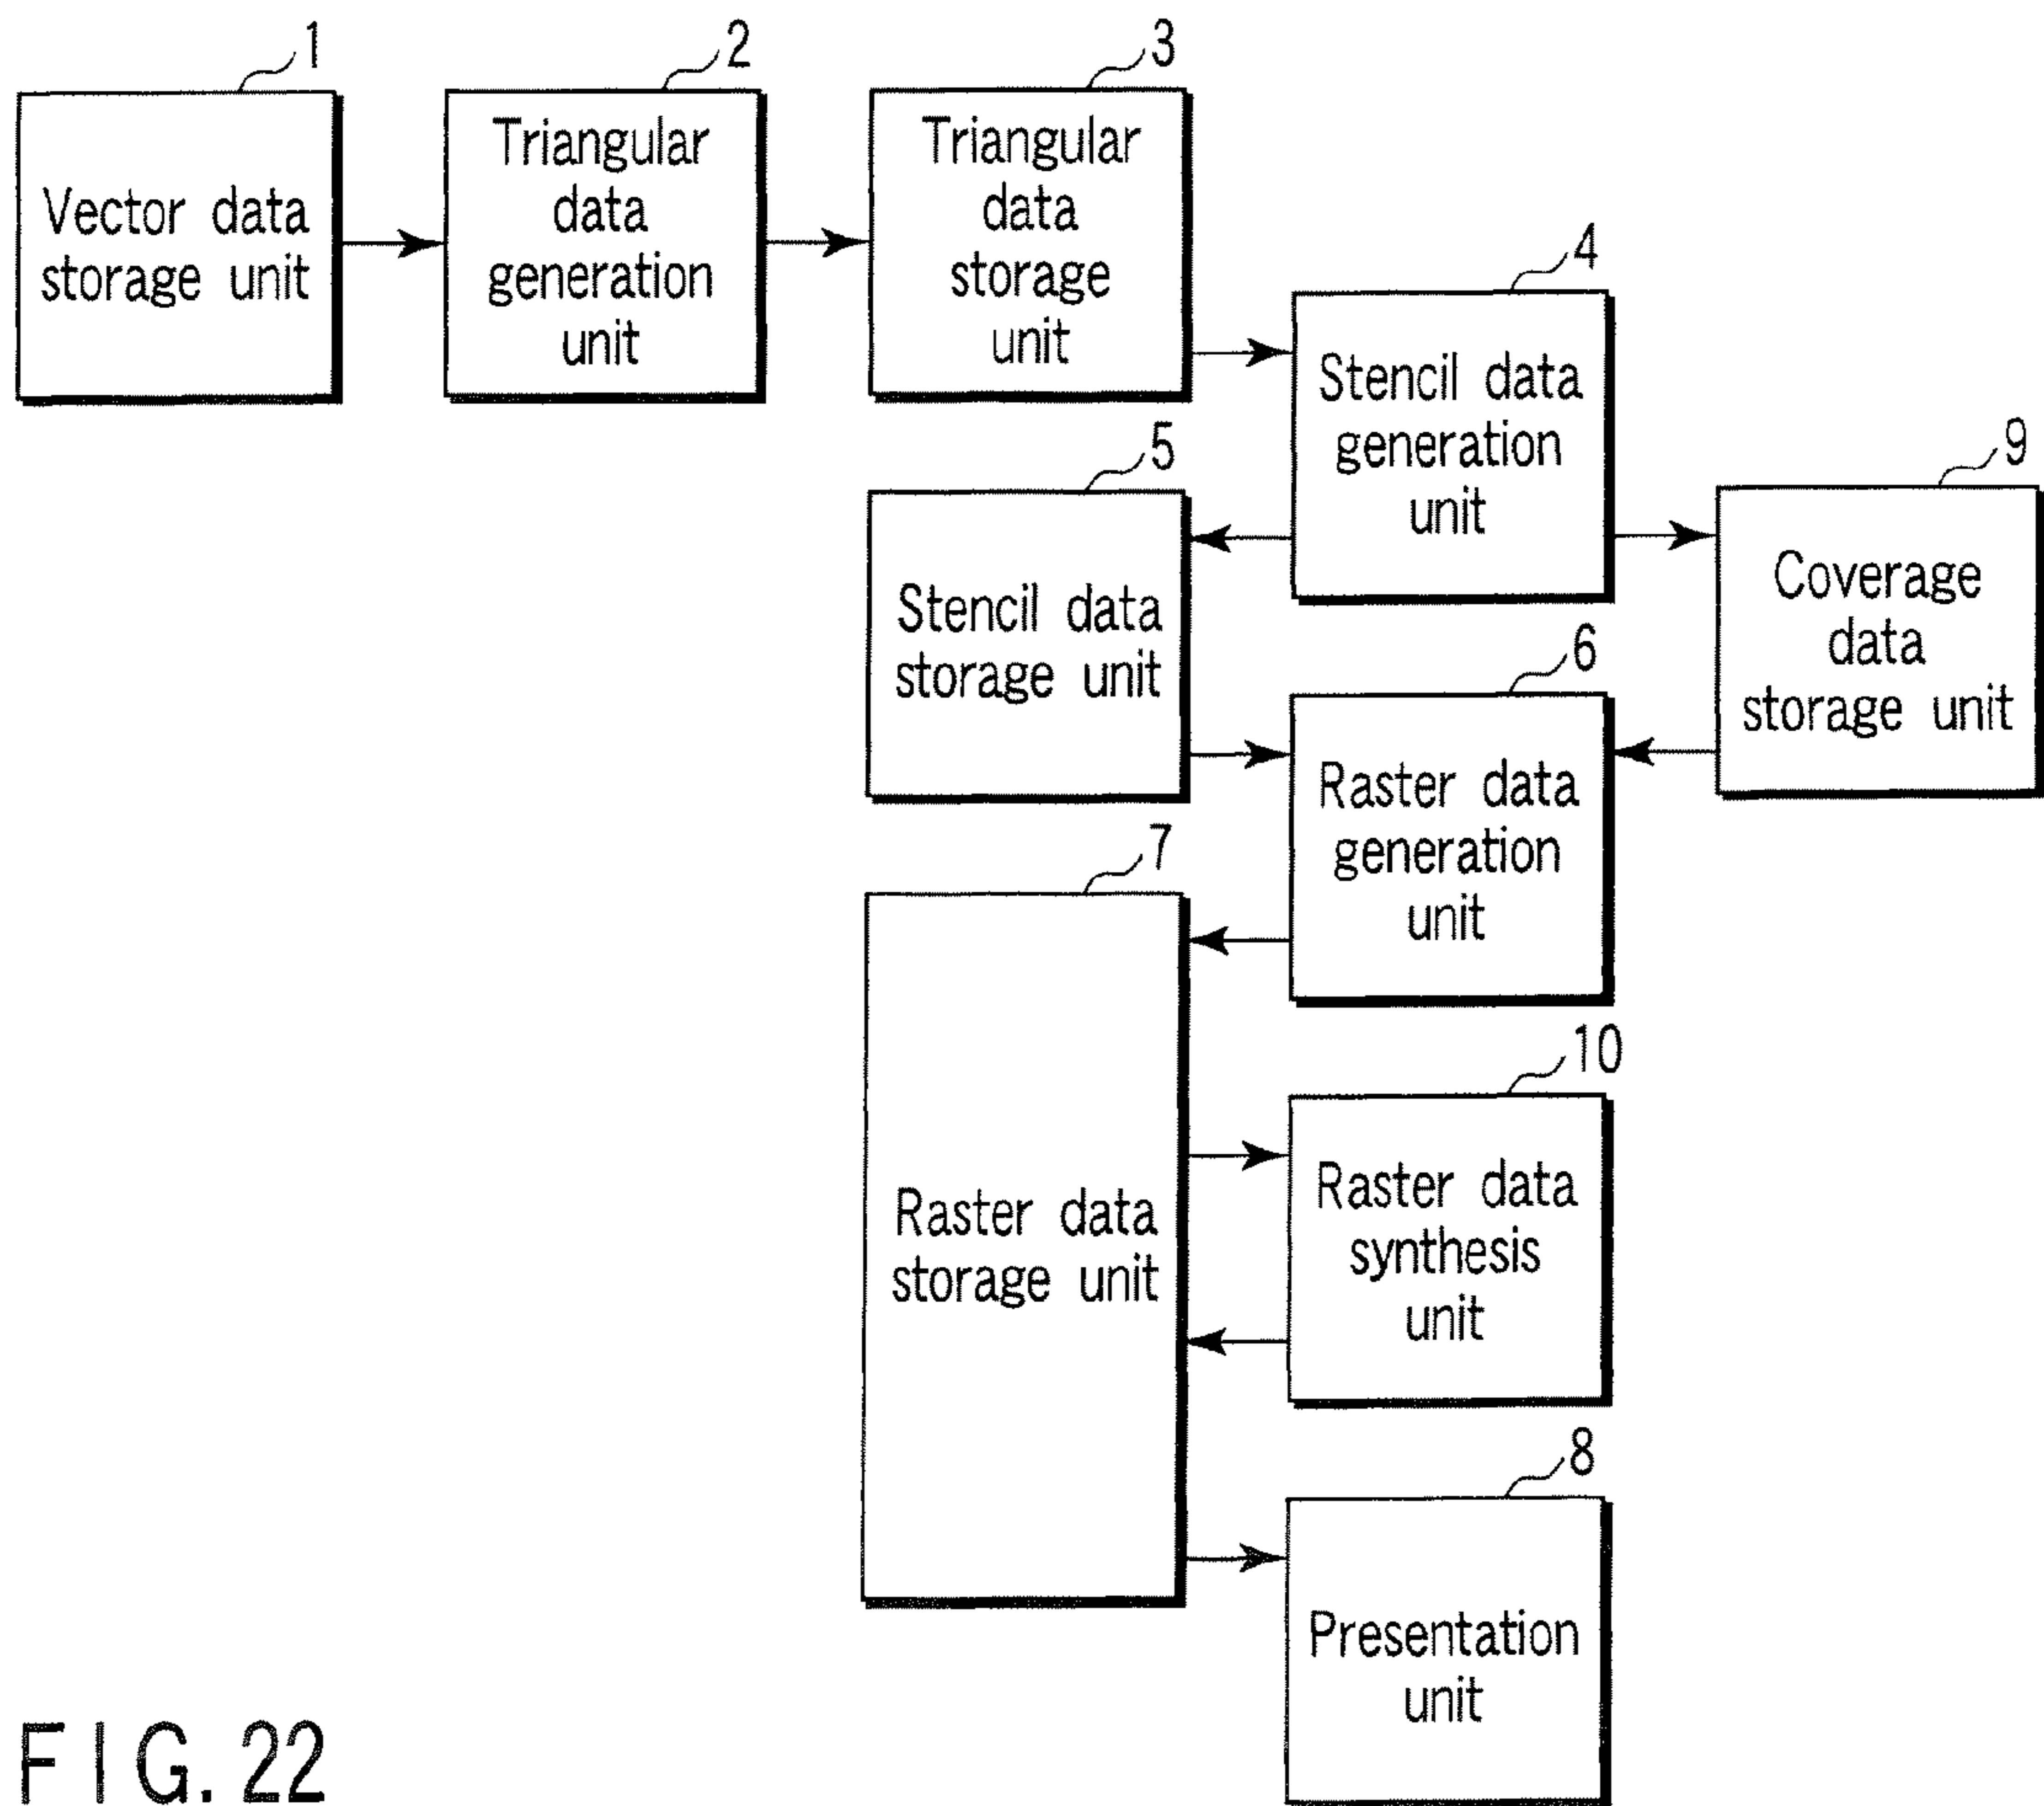 1
Vector data
storage unit
2
Triangular
data
generation
unit
3
Triangular
data
storage
unit
4
Stencil data
generation
unit
5
Stencil data
storage unit
9
Coverage
data
storage unit
6
Raster data
generation
unit
7
Raster data
storage unit
10
Raster data
synthesis
unit
8
Presentation
unit
FIG. 22